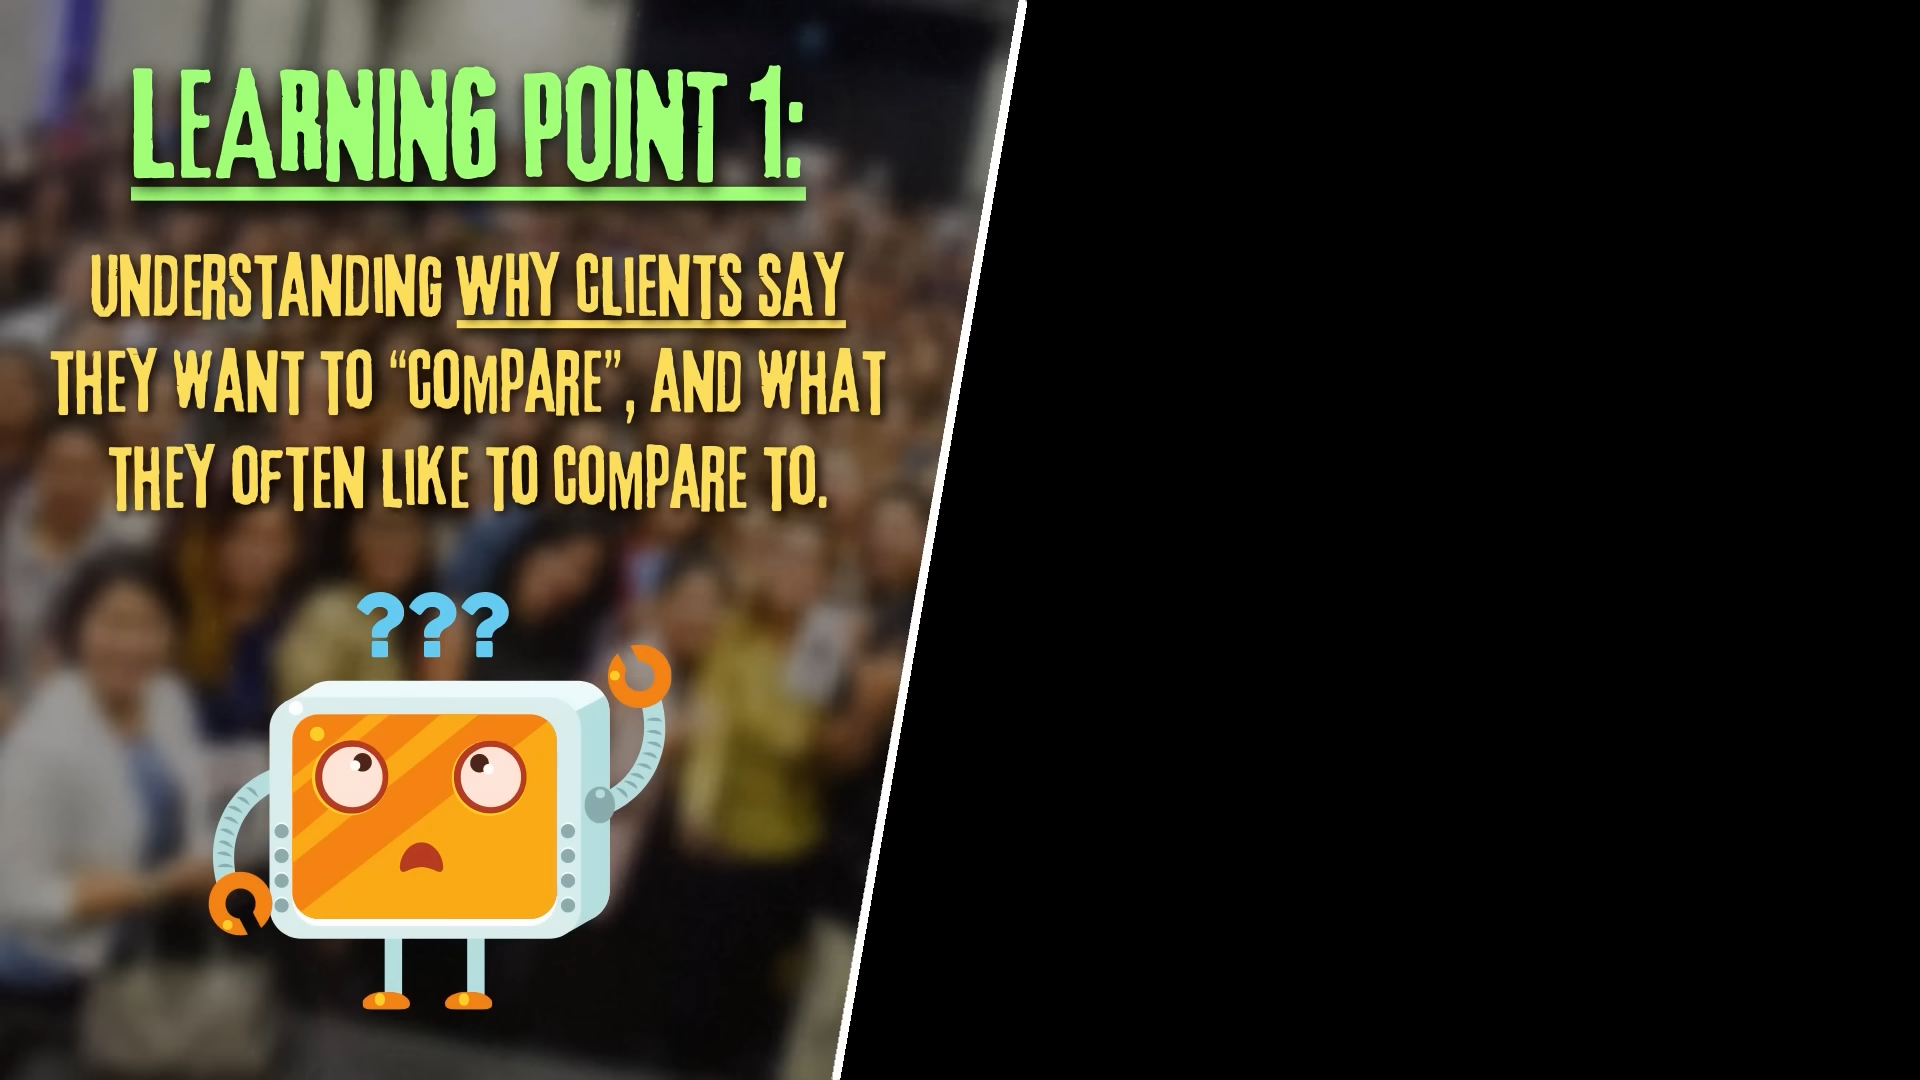 LEARNING POINT 1:
UNDERSTANDING WHY CLIENTS SAY
THEY WANT TO “COMPARE”, AND WHAT
THEY OFTEN LIKE TO COMPARE TO.
???